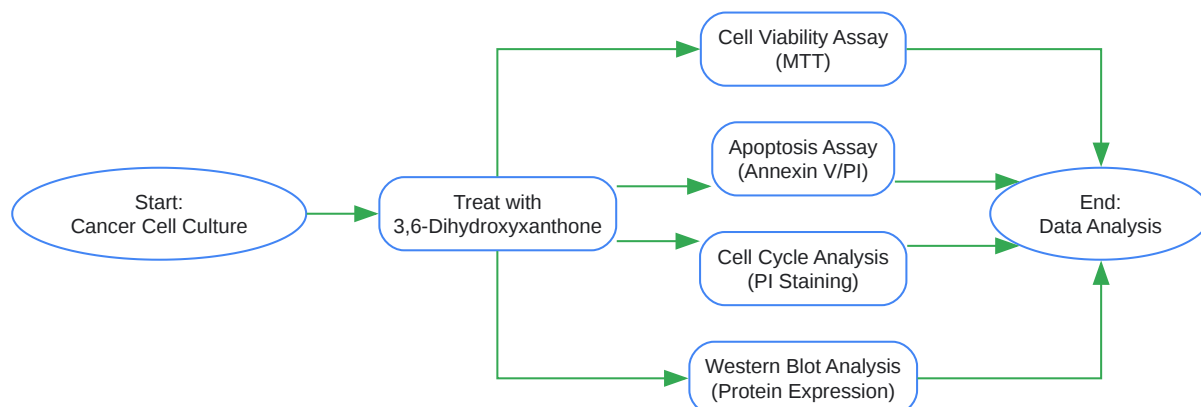 Start:
Cancer Cell Culture
Treat with
3,6-Dihydroxyxanthone
Cell Viability Assay
(MTT)
Apoptosis Assay
(Annexin V/PI)
Cell Cycle Analysis
(PI Staining)
Western Blot Analysis
(Protein Expression)
End:
Data Analysis